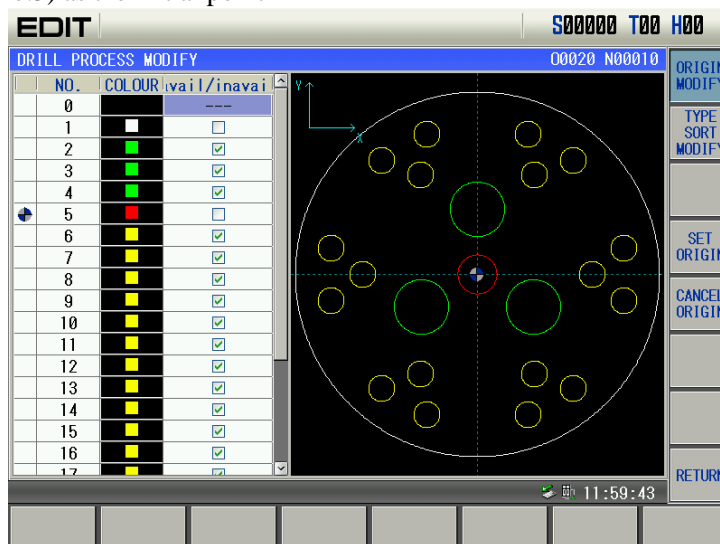 EDIT S00000 T00 H00
DRILL PROCESS MODIFY O0020 N00010
NO. COLOUR vail/inavai
0 ---
1
2
3
4
5
6
7
8
9
10
11
12
13
14
15
16
17
Y
X
ORIGIN
MODIFY
TYPE
SORT
MODIFY
SET
ORIGIN
CANCEL
ORIGIN
RETURN
11:59:43